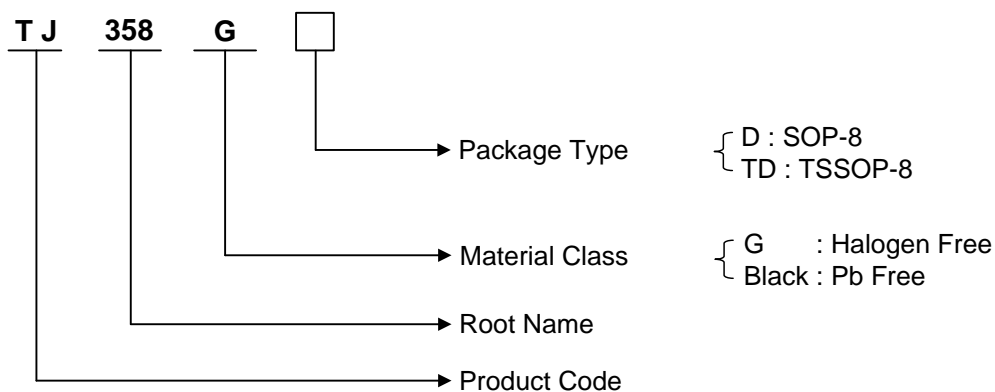 TJ 358 G
Package Type
D : SOP-8
TD : TSSOP-8
Material Class
G : Halogen Free
Black : Pb Free
Root Name
Product Code